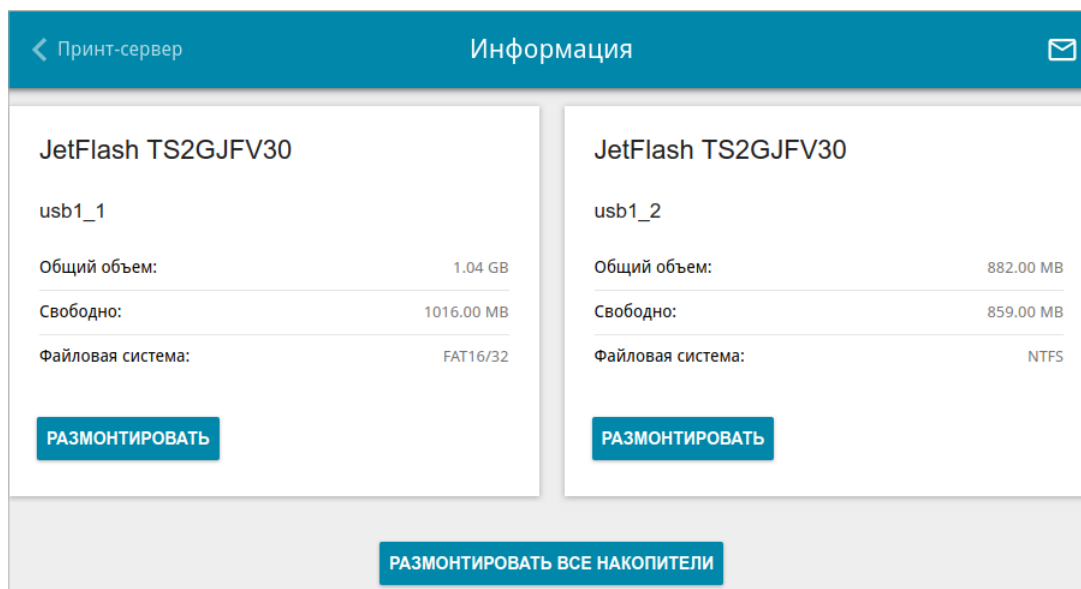 Принт-сервер
Информация
JetFlash TS2GJFV30
usb1_1
Общий объем: 1.04 GB
Свободно: 1016.00 MB
Файловая система: FAT16/32
РАЗМОНТИРОВАТЬ
JetFlash TS2GJFV30
usb1_2
Общий объем: 882.00 MB
Свободно: 859.00 MB
Файловая система: NTFS
РАЗМОНТИРОВАТЬ
РАЗМОНТИРОВАТЬ ВСЕ НАКОПИТЕЛИ